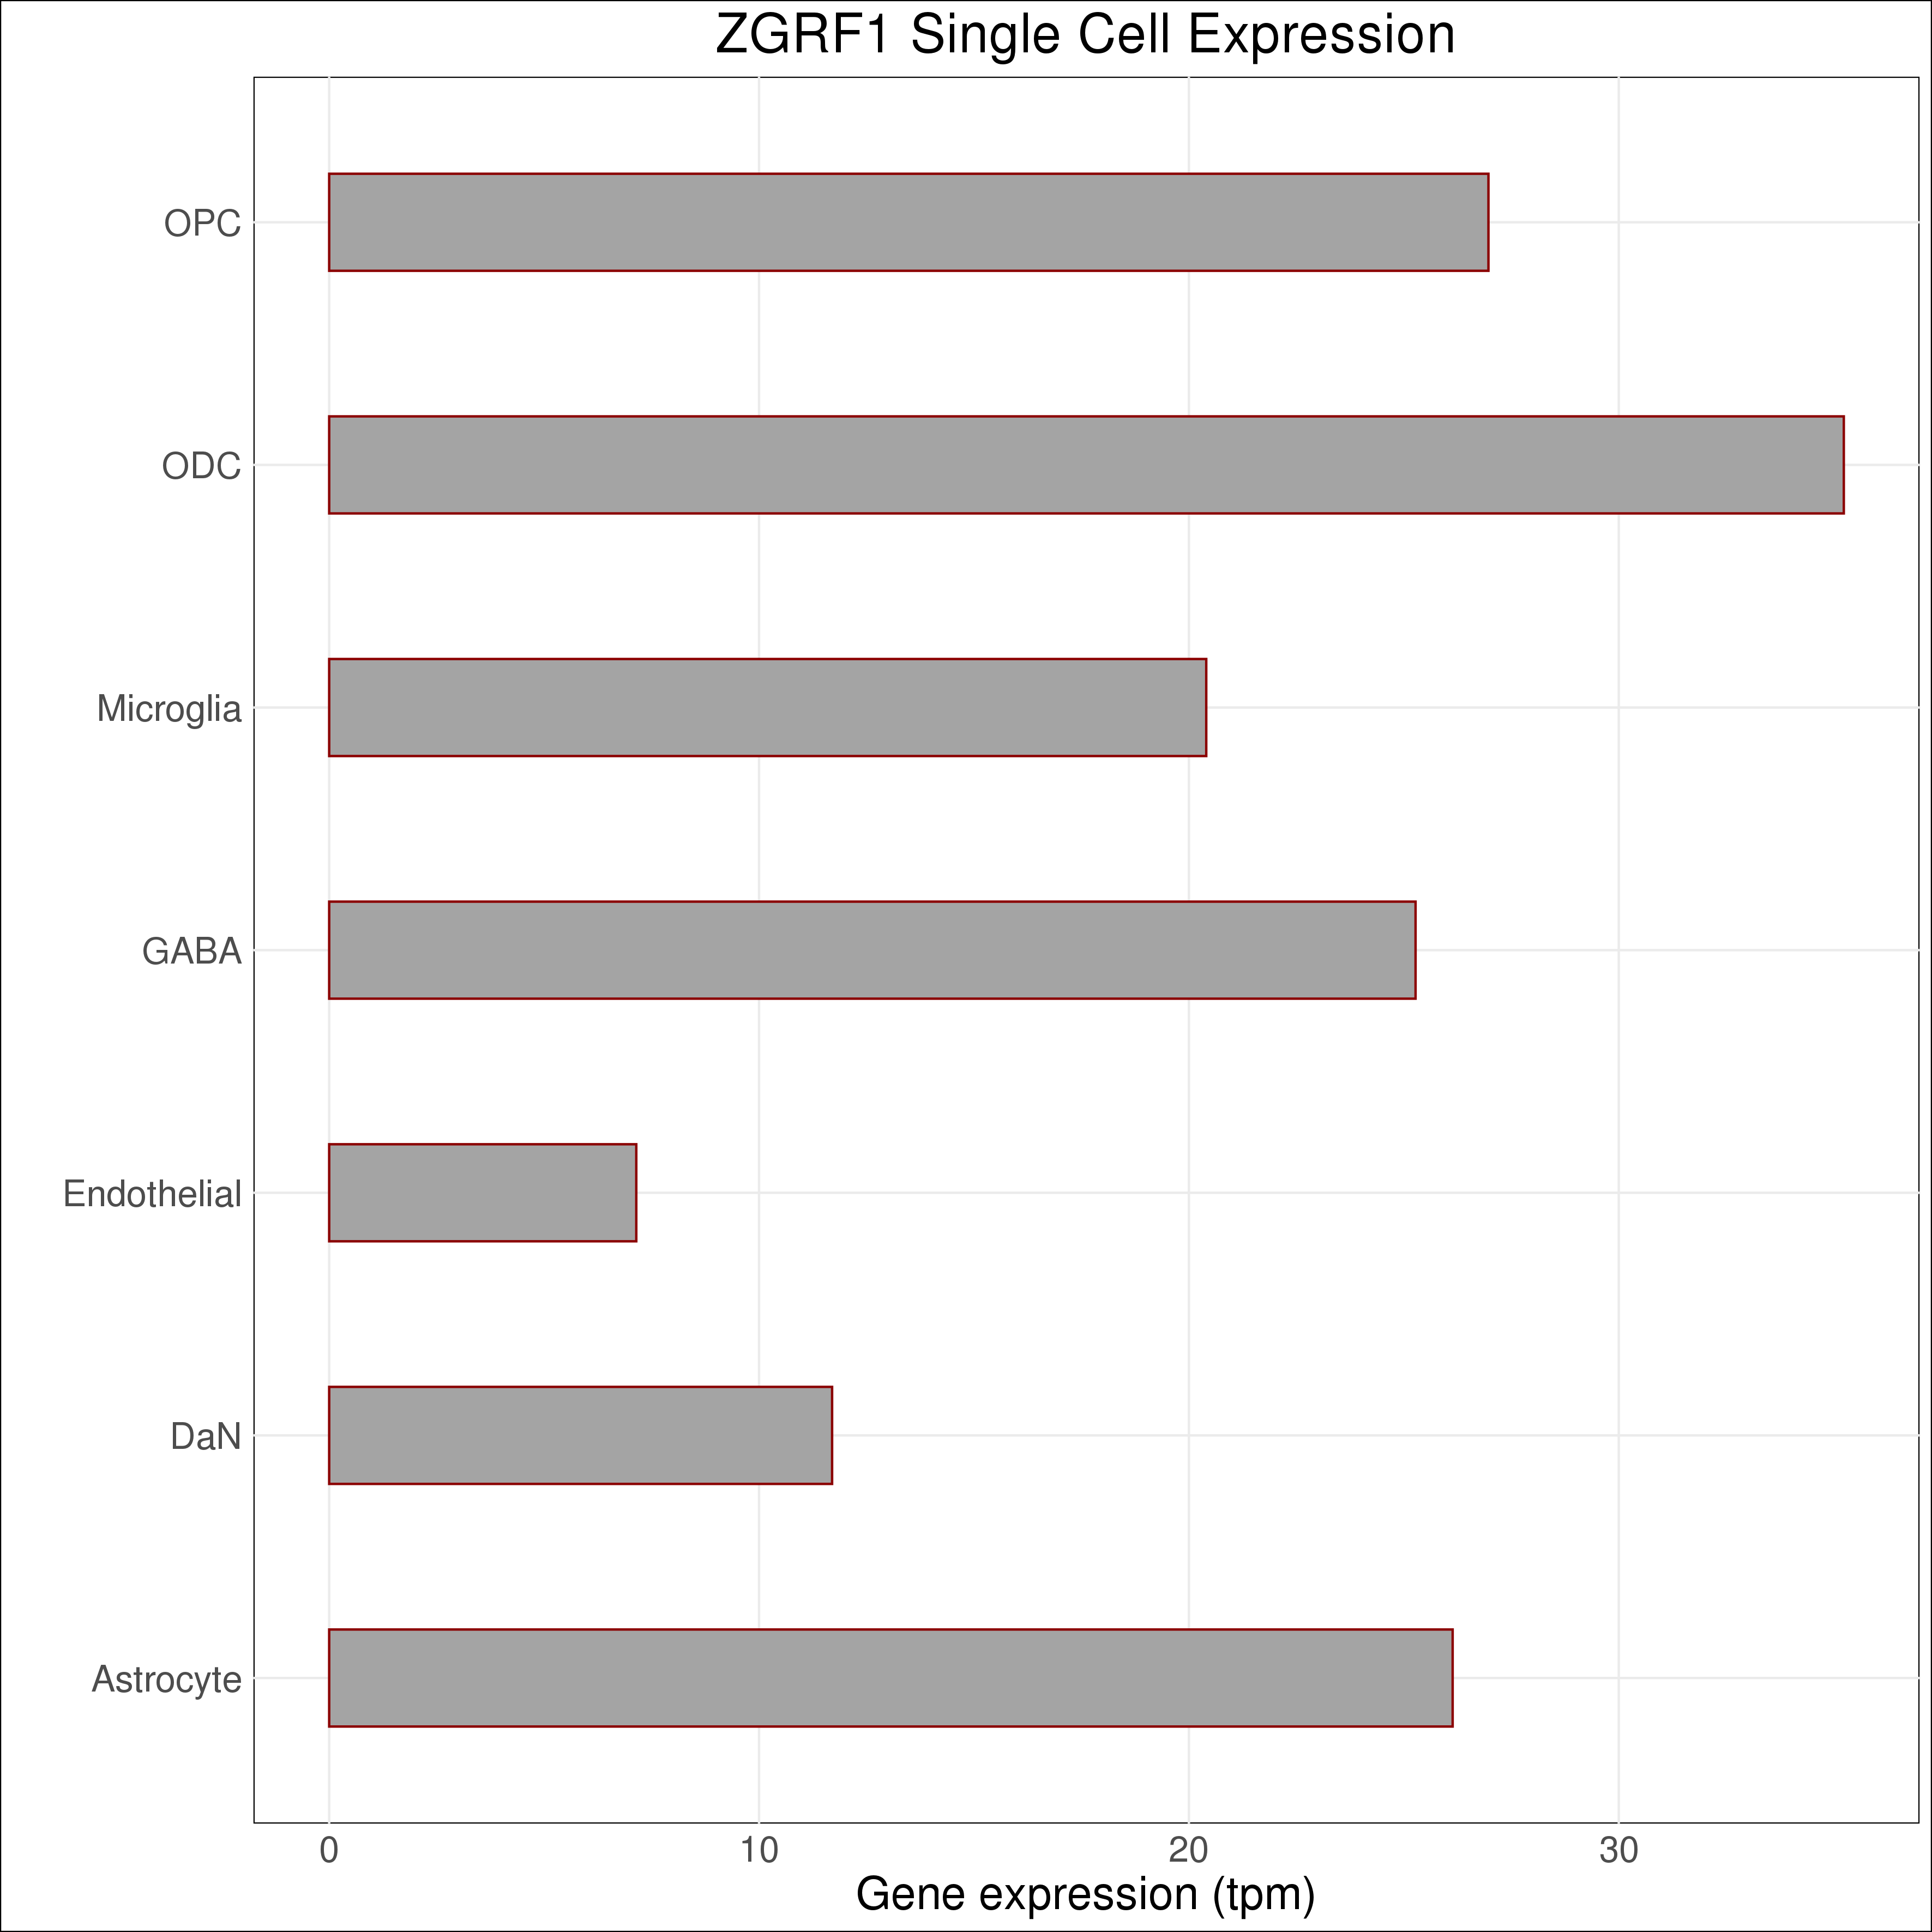 ZGRF1 Single Cell Expression
OPC
ODC
Microglia
GABA
Endothelial
DaN
Astrocyte
0 10 20 30
Gene expression (tpm)